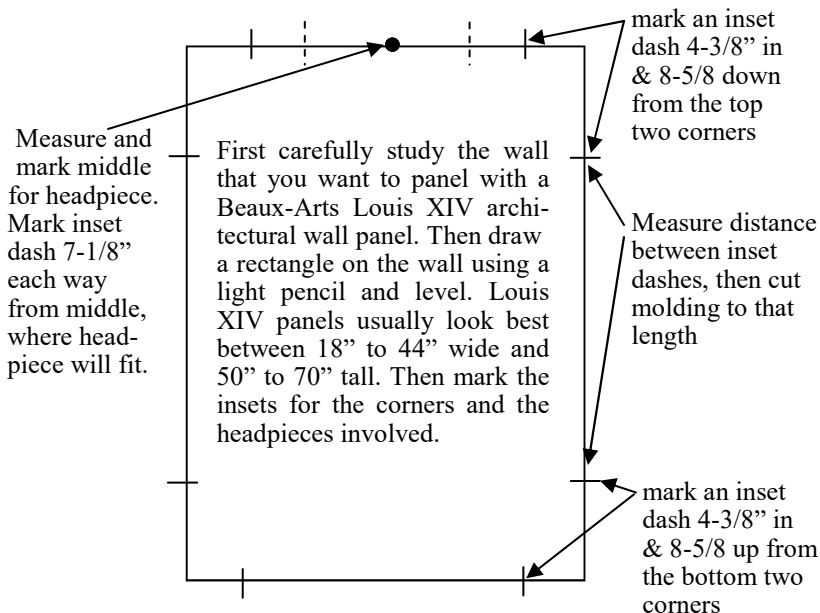 mark an inset
dash 4-3/8” in
& 8-5/8 down
from the top
two corners
Measure and
mark middle
for headpiece.
Mark inset
dash 7-1/8”
each way
from middle,
where head-
piece will fit.
First carefully study the wall
that you want to panel with a
Beaux-Arts Louis XIV archi-
tectural wall panel. Then draw
a rectangle on the wall using a
light pencil and level. Louis
XIV panels usually look best
between 18” to 44” wide and
50” to 70” tall. Then mark the
insets for the corners and the
headpieces involved.
Measure distance
between inset
dashes, then cut
molding to that
length
mark an inset
dash 4-3/8” in
& 8-5/8 up from
the bottom two
corners